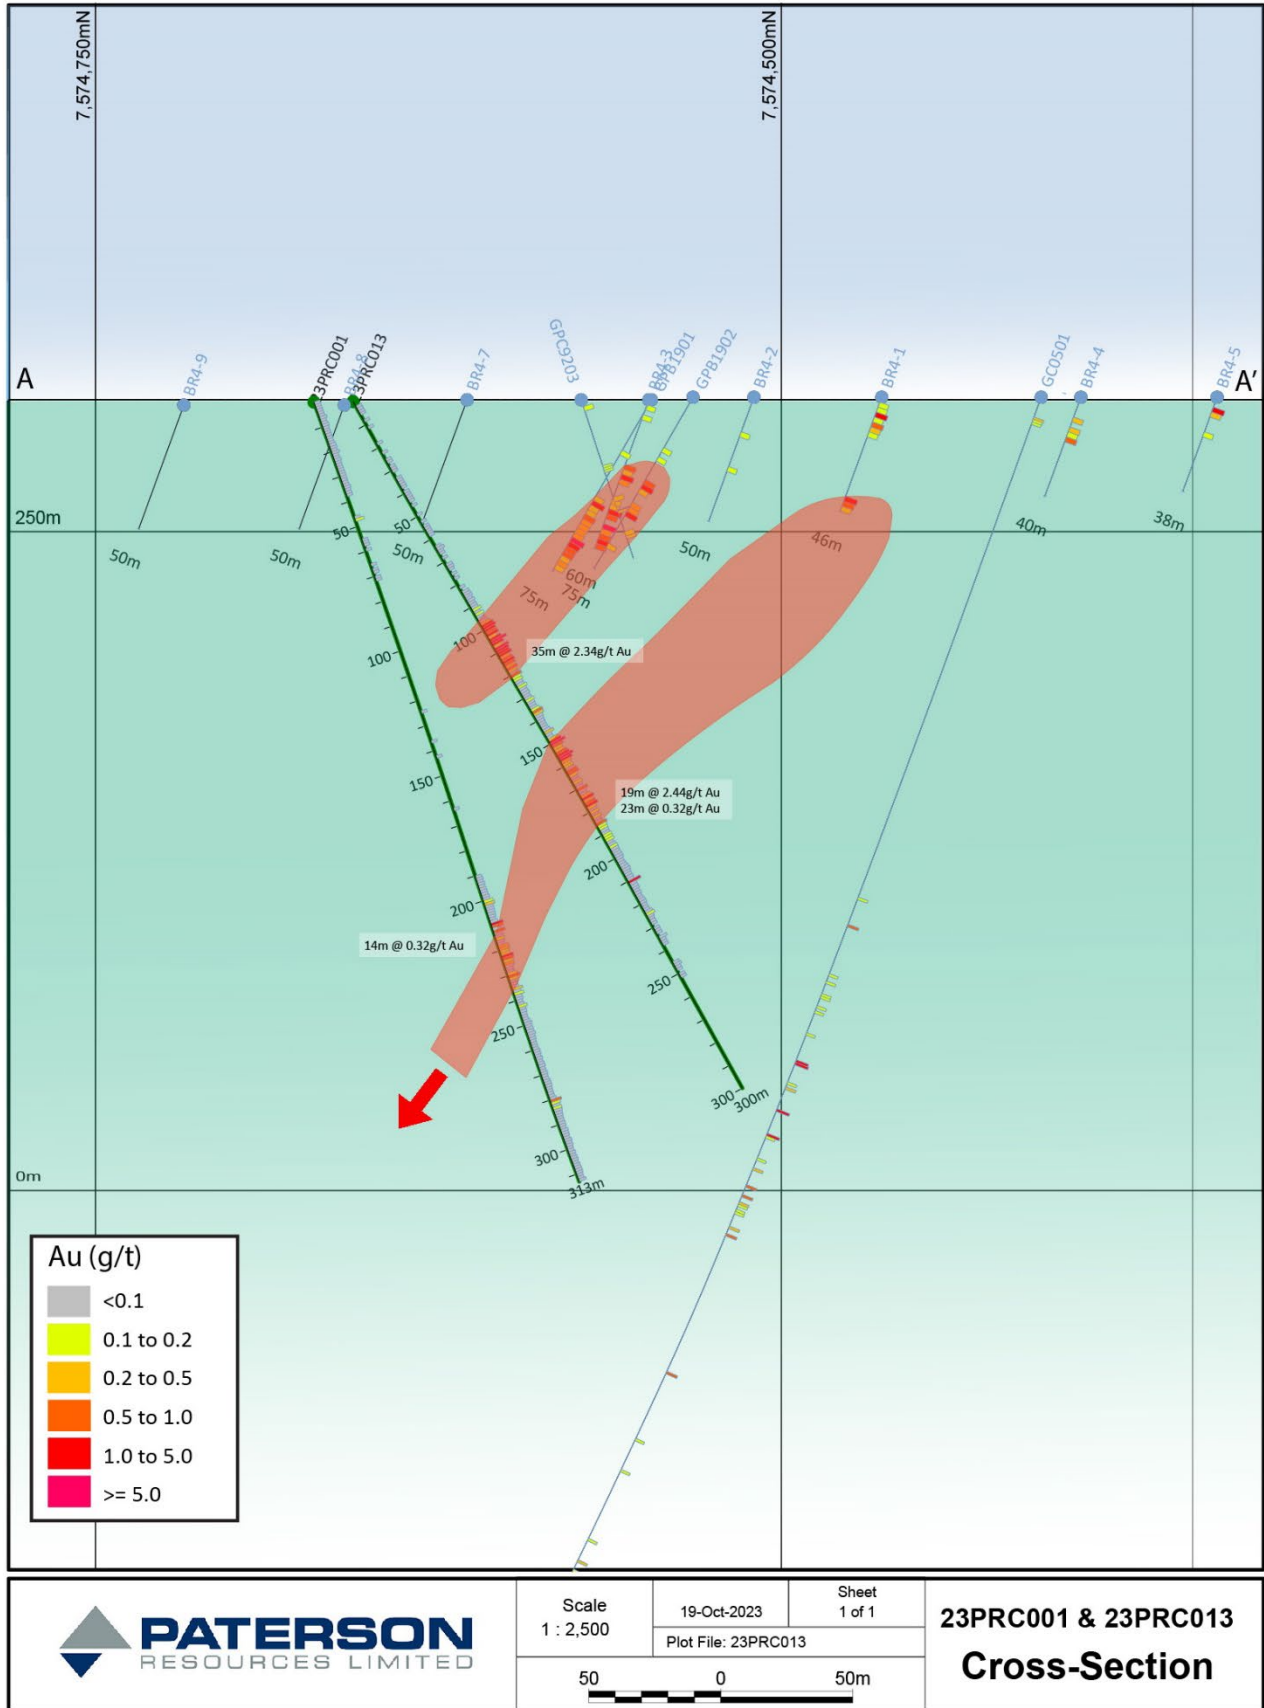 7,574,750mN
7,574,500mN
A
A'
BR4-9
3PRC001
BR4-8
3PRC013
BR4-7
GPC9203
BR4-3
GPB1901
GPB1902
BR4-2
BR4-1
GC0501
BR4-4
BR4-5
250m
50m
50m
50
50
50m
60m
75m
75m
50m
46m
40m
38m
100
100
35m @ 2.34g/t Au
150
150
19m @ 2.44g/t Au
23m @ 0.32g/t Au
200
200
14m @ 0.32g/t Au
250
250
300
300m
300
313m
0m
Au (g/t)
<0.1
0.1 to 0.2
0.2 to 0.5
0.5 to 1.0
1.0 to 5.0
>= 5.0
PATERSON
RESOURCES LIMITED
Scale
1 : 2,500
19-Oct-2023
Sheet
1 of 1
Plot File: 23PRC013
50 0 50m
23PRC001 & 23PRC013
Cross-Section